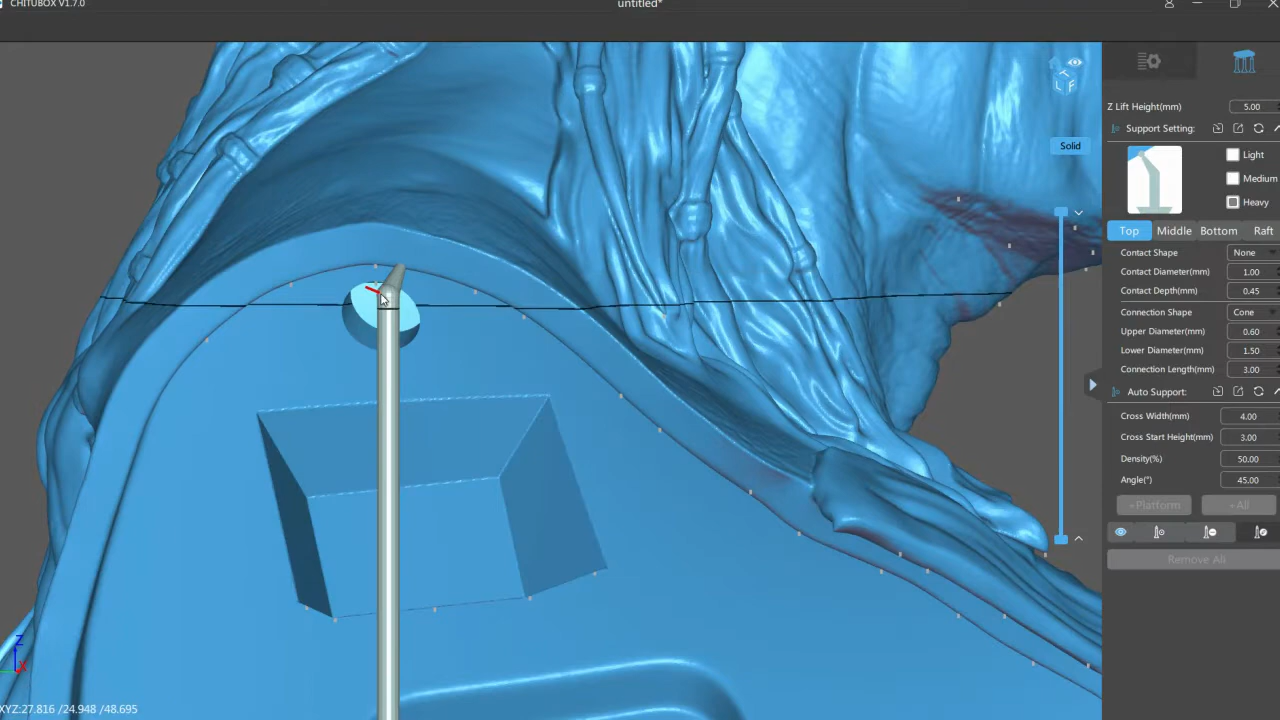 CHITUBOX V1.7.0
untitled*
Z Lift Height(mm) 5.00
Support Setting:
Light
Medium
Heavy
Solid
Top Middle Bottom Raft
Contact Shape None
Contact Diameter(mm) 1.00
Contact Depth(mm) 0.45
Connection Shape Cone
Upper Diameter(mm) 0.60
Lower Diameter(mm) 1.50
Connection Length(mm) 3.00
Auto Support:
Cross Width(mm) 4.00
Cross Start Height(mm) 3.00
Density(%) 50.00
Angle(°) 45.00
+Platform +All
Remove All
L F
Z
X
XYZ:27.816 /24.948 /48.695